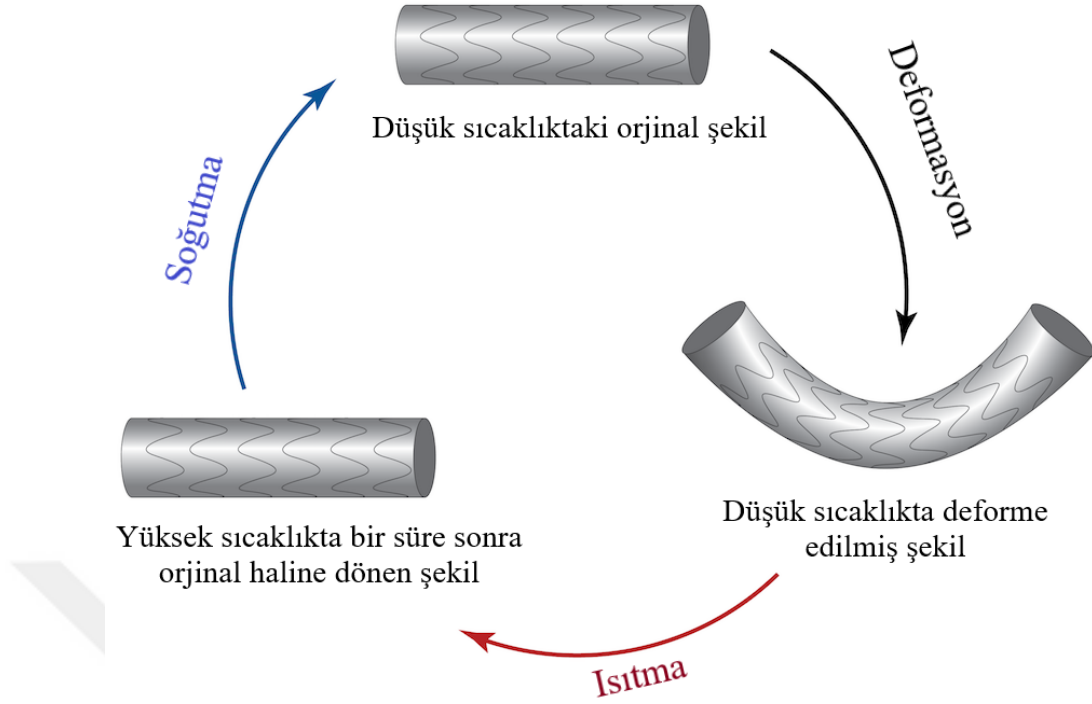 Düşük sıcaklıktaki orjinal şekil
Deformasyon
Soğutma
Düşük sıcaklıkta deforme
edilmiş şekil
Yüksek sıcaklıkta bir süre sonra
orjinal haline dönen şekil
Isıtma